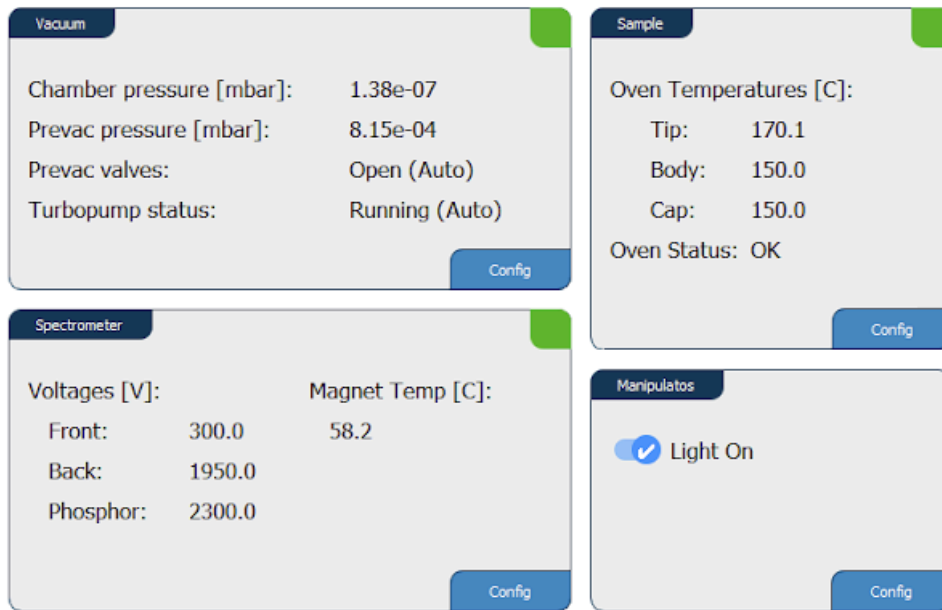 Vacuum
Chamber pressure [mbar]: 1.38e-07
Prevac pressure [mbar]: 8.15e-04
Prevac valves: Open (Auto)
Turbopump status: Running (Auto)
Config
Sample
Oven Temperatures [C]:
Tip: 170.1
Body: 150.0
Cap: 150.0
Oven Status: OK
Config
Spectrometer
Voltages [V]: Magnet Temp [C]:
Front: 300.0 58.2
Back: 1950.0
Phosphor: 2300.0
Config
Manipulatos
Light On
Config